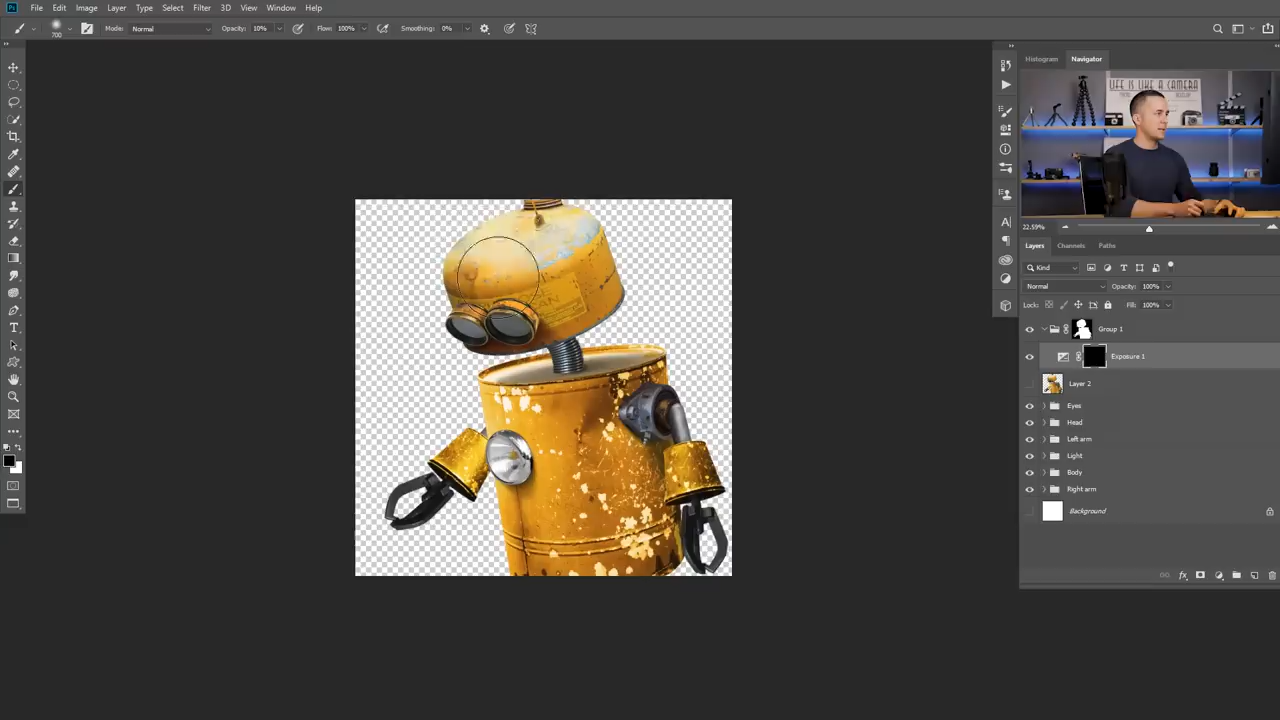 Ps File Edit Image Layer Type Select Filter 3D View Window Help
700 Mode: Normal Opacity: 10% Flow: 100% Smoothing: 0%
Histogram Navigator
LIFE IS LIKE A CAMERA
22.59%
Layers Channels Paths
Kind
Normal Opacity: 100%
Lock: Fill: 100%
Group 1
Exposure 1
Layer 2
Eyes
Head
Left arm
Light
Body
Right arm
Background